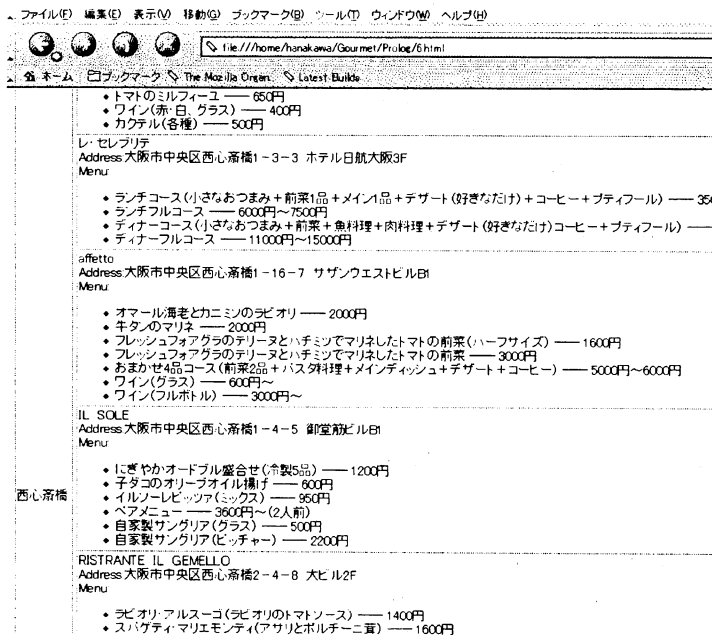 ファイル(F) 編集(E) 表示(V) 移動(G) ブックマーク(B) ツール(T) ウィンドウ(W) ヘルプ(H)
file:///home/hanakawa/Gourmet/Prolog/6.html
ホーム ブックマーク The Mozilla Organ. Latest Builds
トマトのミルフィーユ —— 650円
ワイン(赤・白、グラス) —— 400円
カクテル(各種) —— 500円
レ・セレブリテ
Address:大阪市中央区西心斎橋1-3-3 ホテル日航大阪3F
Menu:
ランチコース(小さなおつまみ+前菜1品+メイン1品+デザート(好きなだけ)+コーヒー+プティフール) —— 350
ランチフルコース —— 6000円~7500円
ディナーコース(小さなおつまみ+前菜+魚料理+肉料理+デザート(好きなだけ)コーヒー+プティフール) ——
ディナーフルコース —— 11000円~15000円
affetto
Address:大阪市中央区西心斎橋1-16-7 サザンウエストビルB1
Menu:
オマール海老とカニミソのラビオリ —— 2000円
牛タンのマリネ —— 2000円
フレッシュフォアグラのテリーヌとハチミツでマリネしたトマトの前菜(ハーフサイズ) —— 1600円
フレッシュフォアグラのテリーヌとハチミツでマリネしたトマトの前菜 —— 3000円
おまかせ4品コース(前菜2品+パスタ料理+メインディッシュ+デザート+コーヒー) —— 5000円~6000円
ワイン(グラス) —— 600円~
ワイン(フルボトル) —— 3000円~
IL SOLE
Address:大阪市中央区西心斎橋1-4-5 御堂筋ビルB1
Menu:
にぎやかオードブル盛合せ(冷製5品) —— 1200円
子ダコのオリーブオイル揚げ —— 600円
西心斎橋
イルソーレピッツァ(ミックス) —— 950円
ペアメニュー —— 3600円~(2人前)
自家製サングリア(グラス) —— 500円
自家製サングリア(ピッチャー) —— 2200円
RISTRANTE IL GEMELLO
Address:大阪市中央区西心斎橋2-4-8 大ビル2F
Menu:
ラビオリ・アルスーゴ(ラビオリのトマトソース) —— 1400円
スパゲティ・マリエモンティ(アサリとポルチーニ茸) —— 1600円